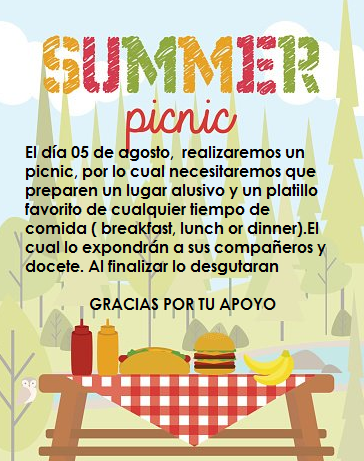 SUMMER
picnic
El día 05 de agosto, realizaremos un
picnic, por lo cual necesitaremos que
preparen un lugar alusivo y un platillo
favorito de cualquier tiempo de
comida ( breakfast, lunch or dinner).El
cual lo expondrán a sus compañeros y
docete. Al finalizar lo desgutaran
GRACIAS POR TU APOYO